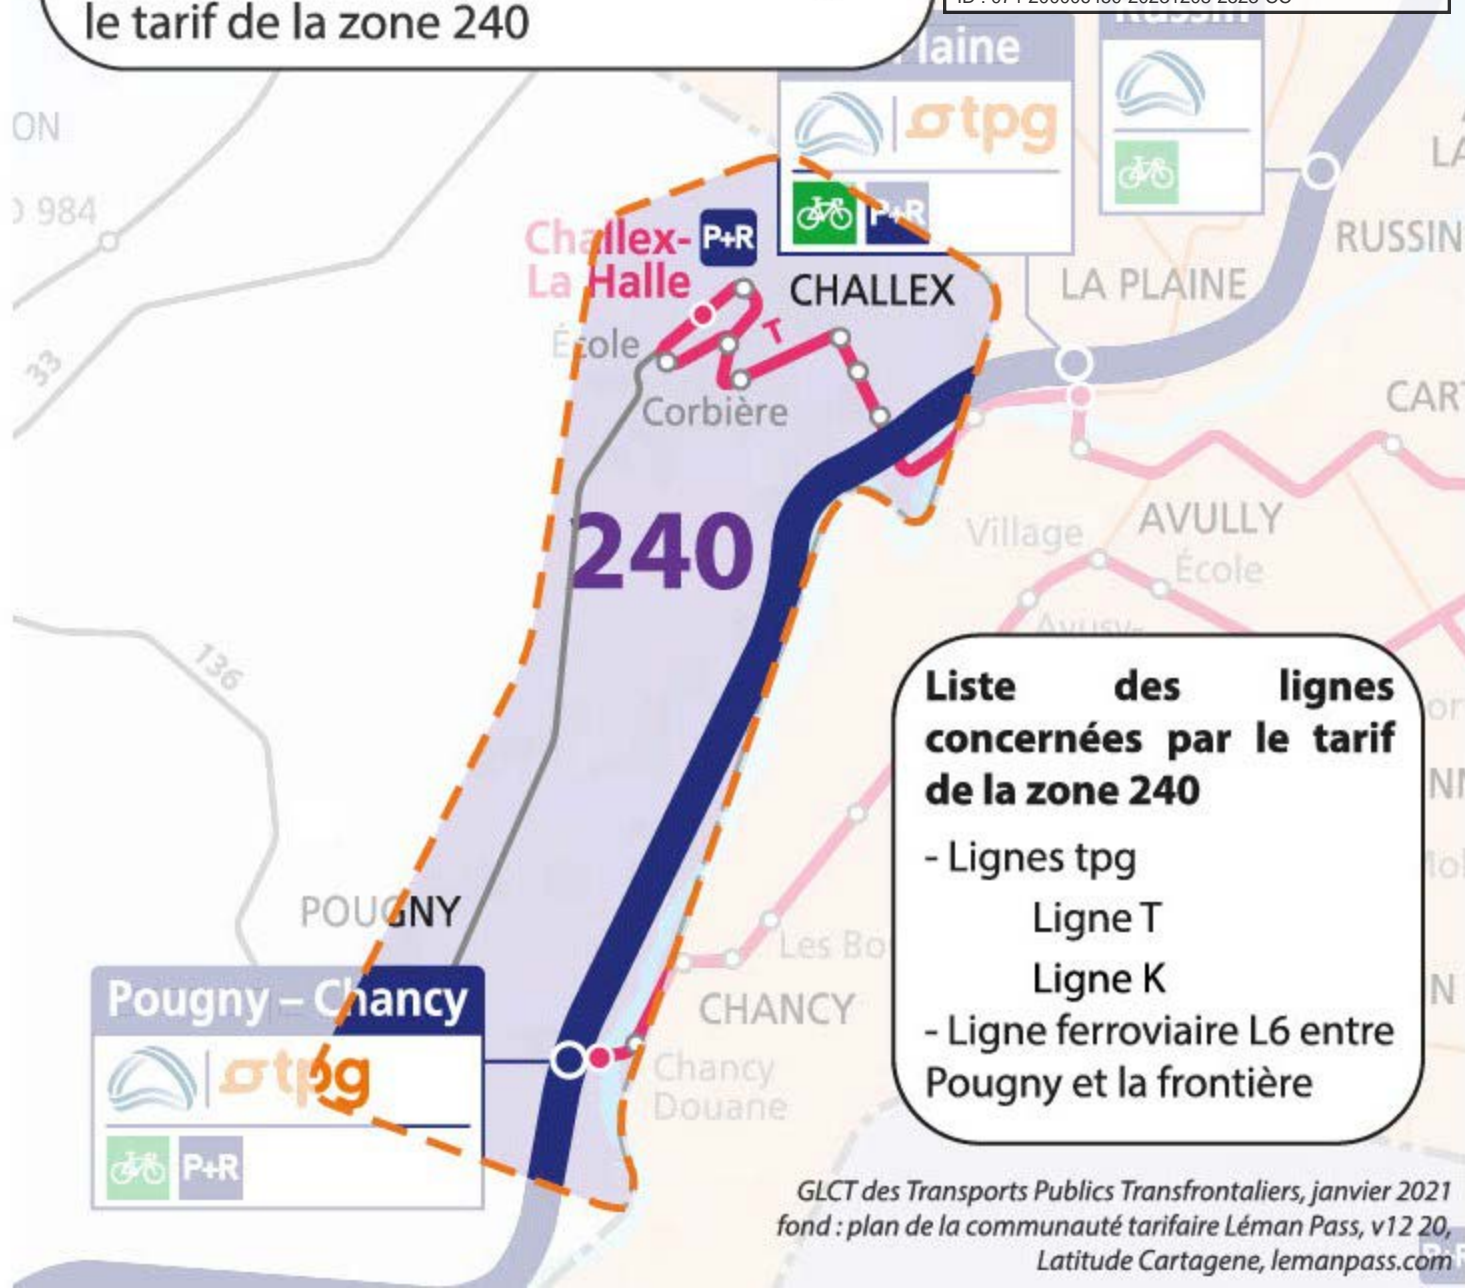 le tarif de la zone 240
Plaine
tpg
P+R
ON
D 984
33
136
Challex-
La Halle
P+R
École
T
CHALLEX
Corbière
240
LA PLAINE
RUSSIN
AVULLY
Village
École
POUGNY
Pougny – Chancy
tpg
P+R
CHANCY
Chancy
Douane
Liste des lignes
concernées par le tarif
de la zone 240
- Lignes tpg
Ligne T
Ligne K
- Ligne ferroviaire L6 entre
Pougny et la frontière
GLCT des Transports Publics Transfrontaliers, janvier 2021
fond : plan de la communauté tarifaire Léman Pass, v12 20,
Latitude Cartagene, lemanpass.com